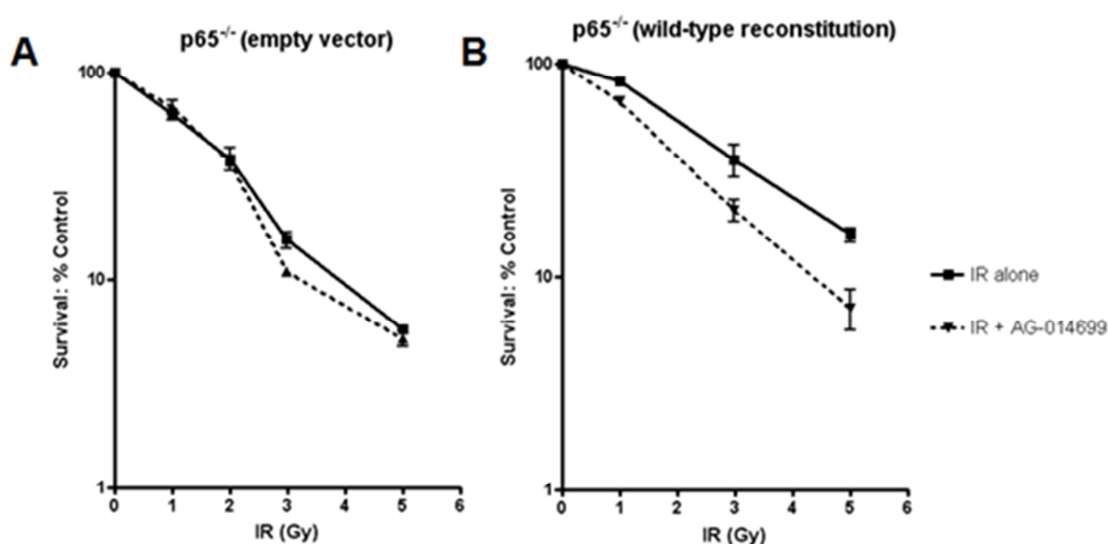 A
p65-/- (empty vector)
Survival: % Control
100
10
1
0 1 2 3 4 5 6
IR (Gy)
B
p65-/- (wild-type reconstitution)
Survival: % Control
100
10
1
0 1 2 3 4 5 6
IR (Gy)
IR alone
IR + AG-014699